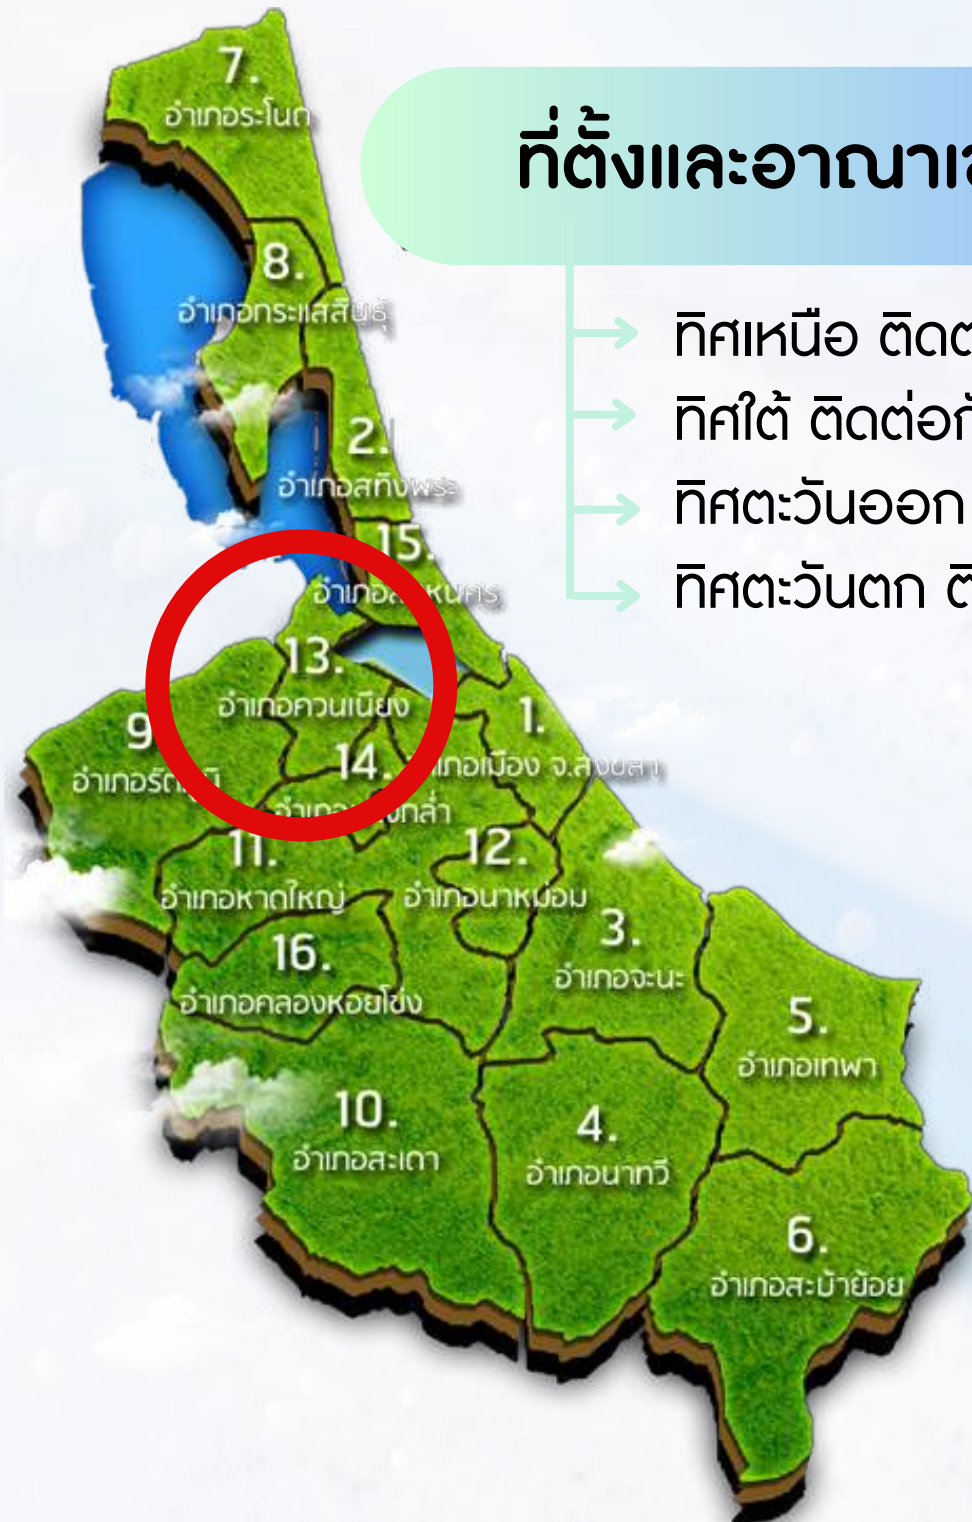 7.
อำเภอระโนด
ที่ตั้งและอาณาเ
8.
อำเภอกระแสสินธุ์
ทิศเหนือ ติดต
ทิศใต้ ติดต่อก
2.
อำเภอสทิงพระ
ทิศตะวันออก
15.
ทิศตะวันตก ต
13.
อำเภอควนเนียง
9
1.
14.
อำเภอเมือง จ.สงขลา
11.
12.
อำเภอหาดใหญ่
อำเภอนาหม่อม
3.
16.
อำเภอจะนะ
อำเภอคลองหอยโข่ง
5.
อำเภอเทพา
10.
4.
อำเภอสะเดา
อำเภอนาทวี
6.
อำเภอสะบ้าย้อย